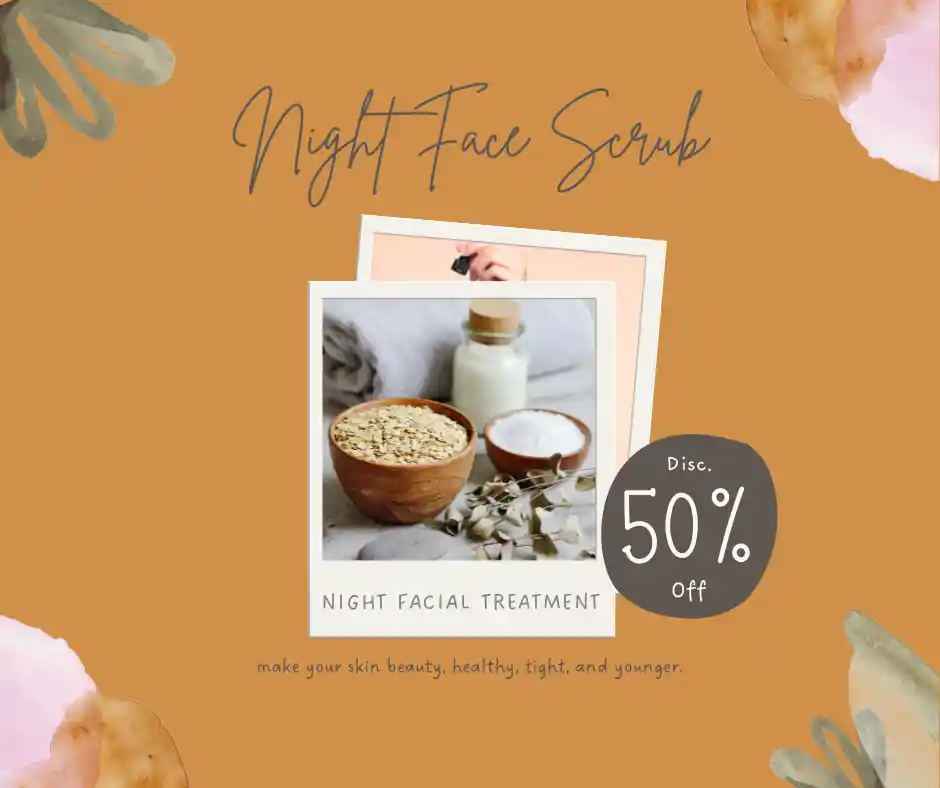 Night Face Scrub
Disc.
50%
Off
NIGHT FACIAL TREATMENT
make your skin beauty, healthy, tight, and younger.